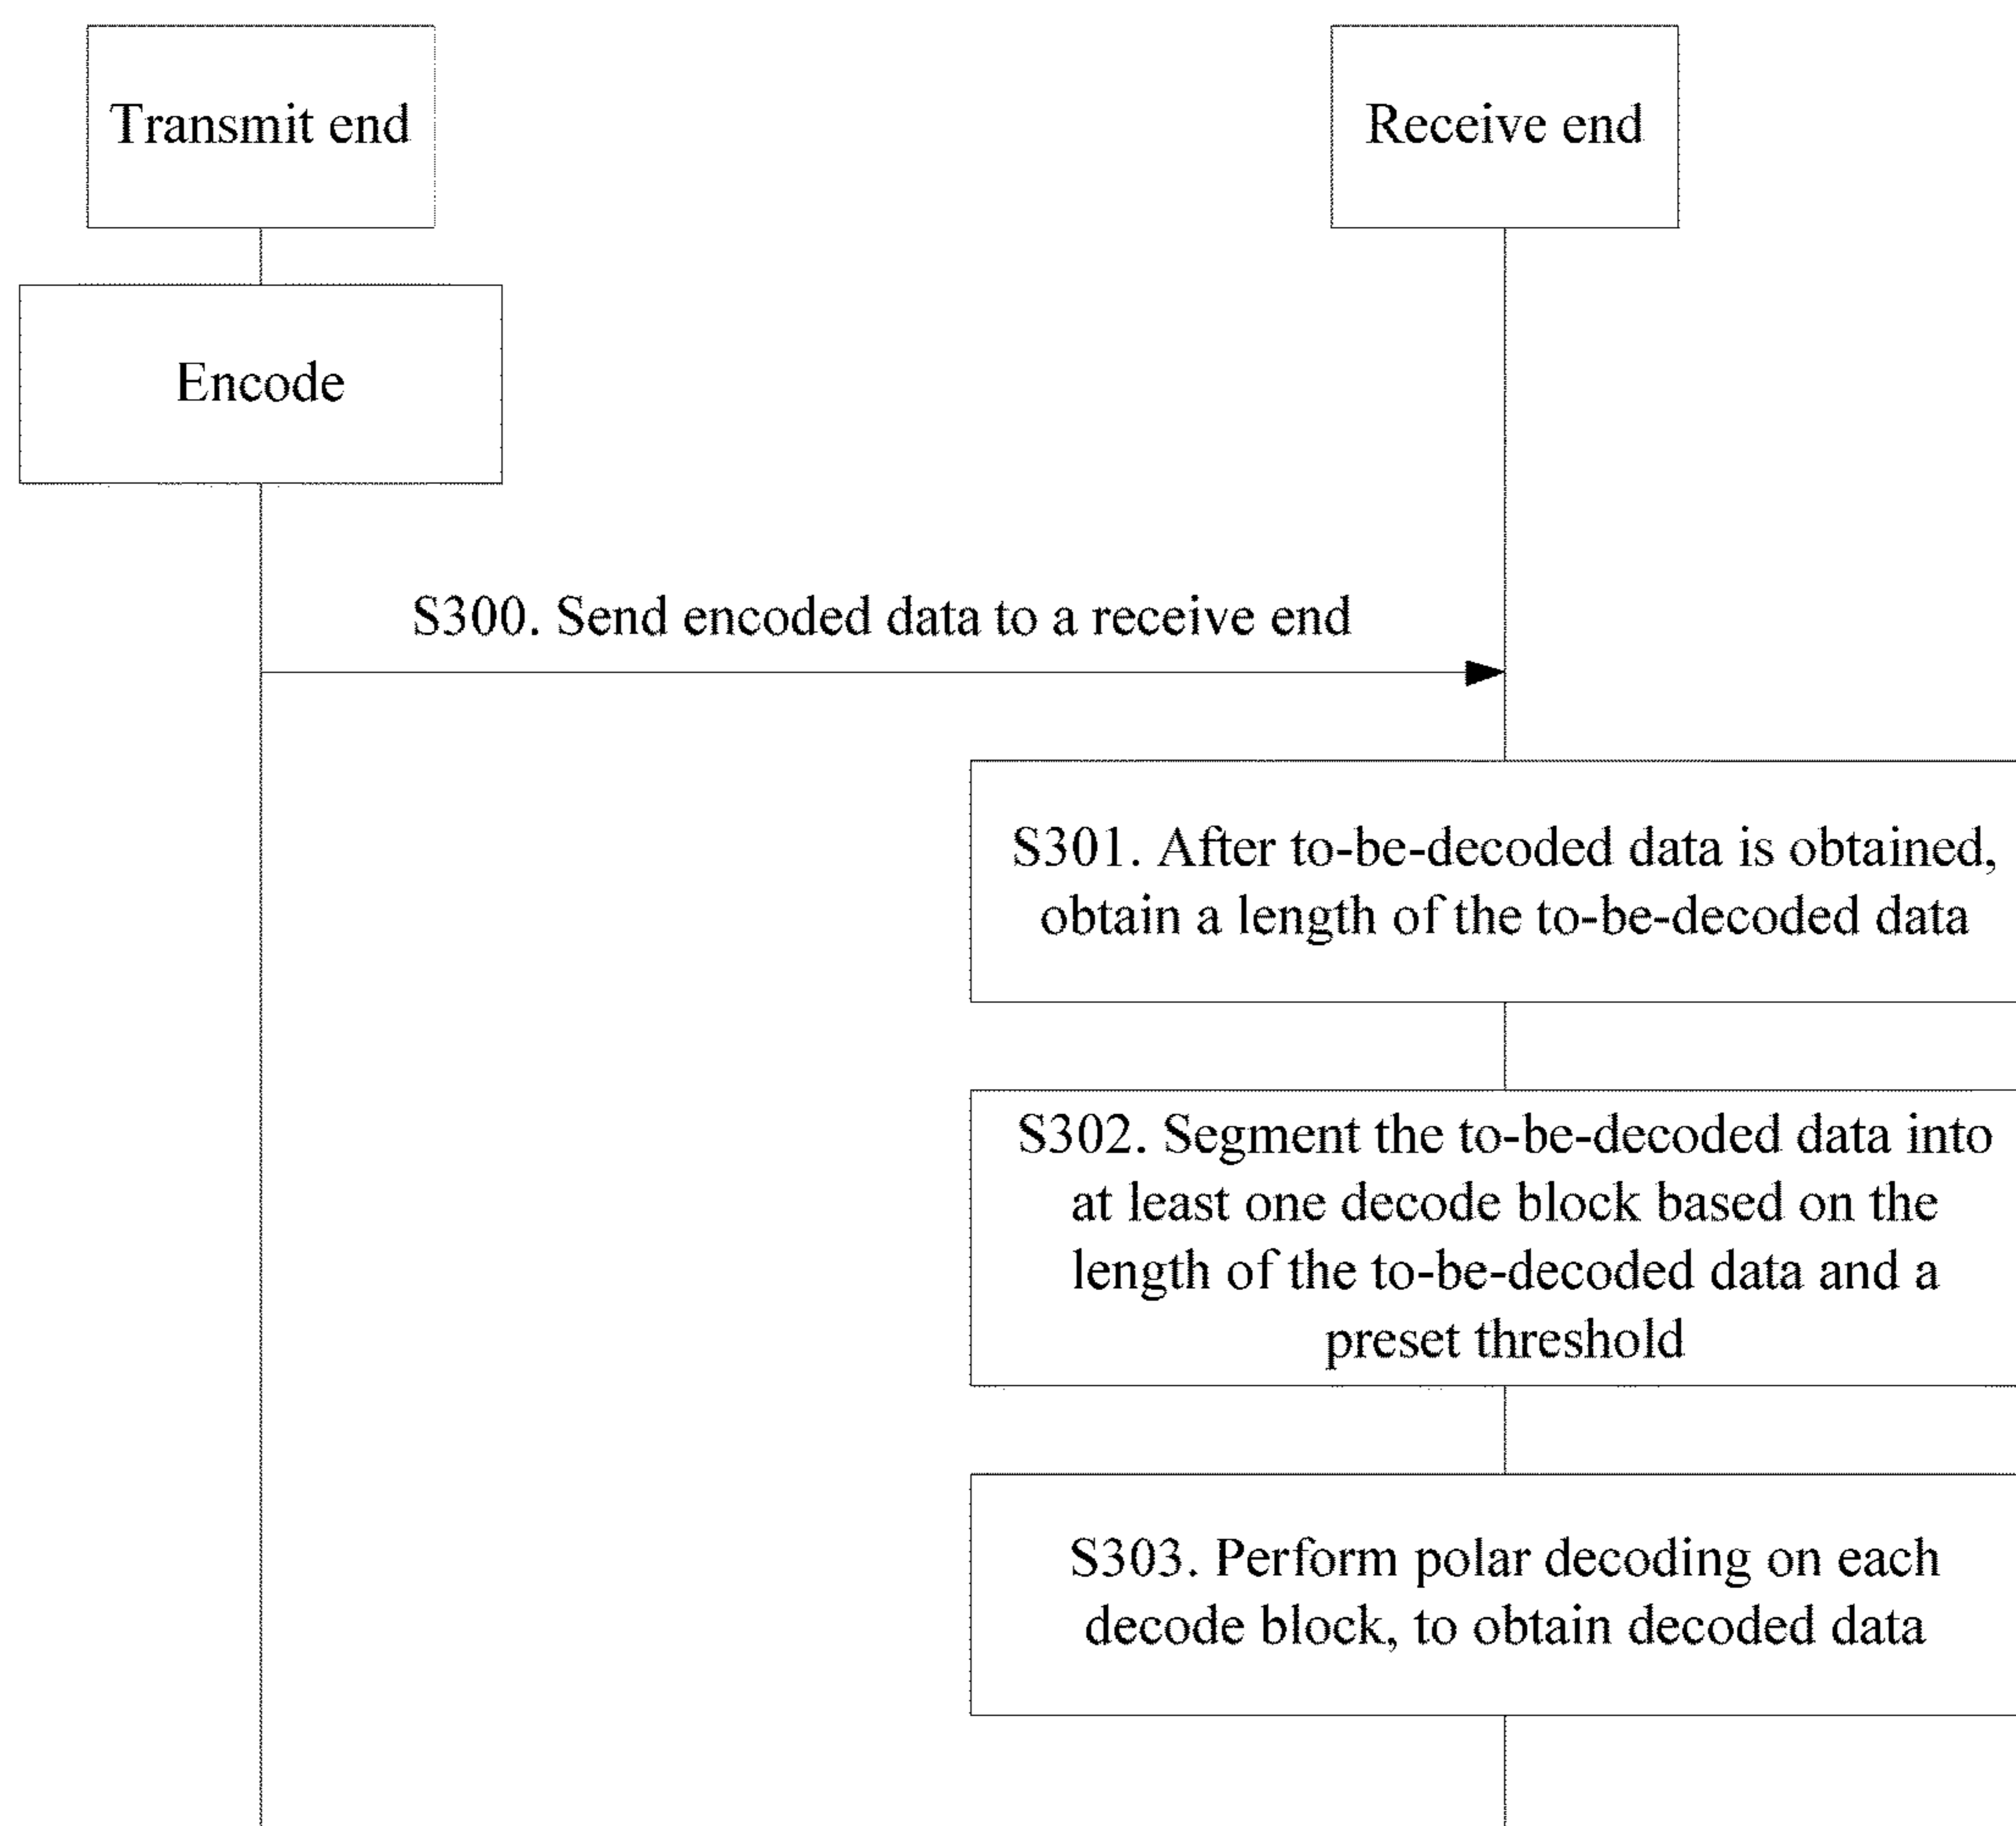 Transmit end
Receive end
Encode
S300. Send encoded data to a receive end
S301. After to-be-decoded data is obtained,
obtain a length of the to-be-decoded data
S302. Segment the to-be-decoded data into
at least one decode block based on the
length of the to-be-decoded data and a
preset threshold
S303. Perform polar decoding on each
decode block, to obtain decoded data